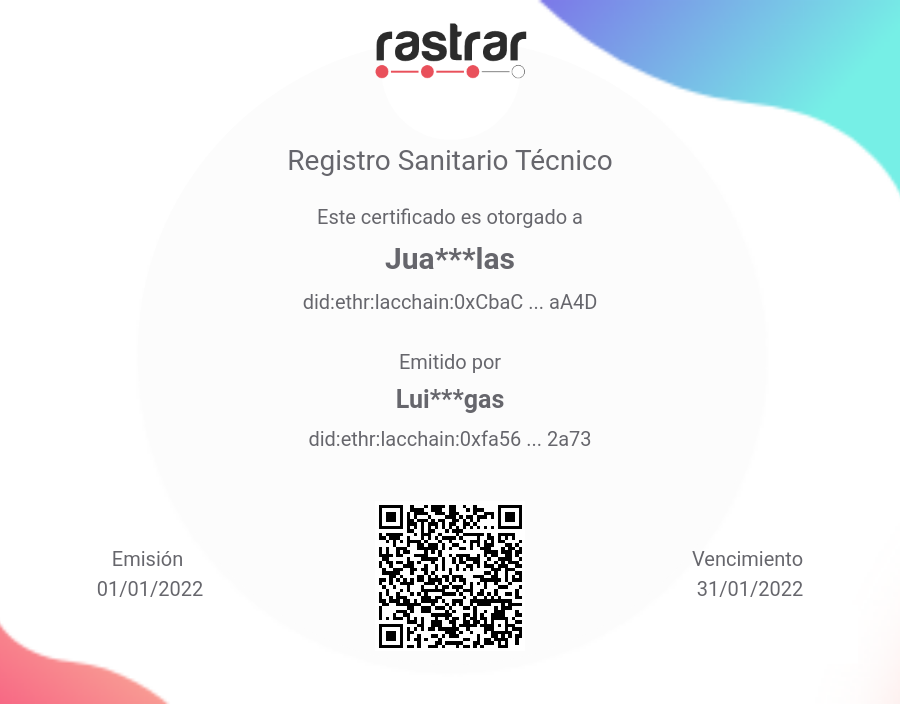 rastrar
Registro Sanitario Técnico
Este certificado es otorgado a
Jua***las
did:ethr:lacchain:0xCbaC ... aA4D
Emitido por
Lui***gas
did:ethr:lacchain:0xfa56 ... 2a73
Emisión
01/01/2022
Vencimiento
31/01/2022